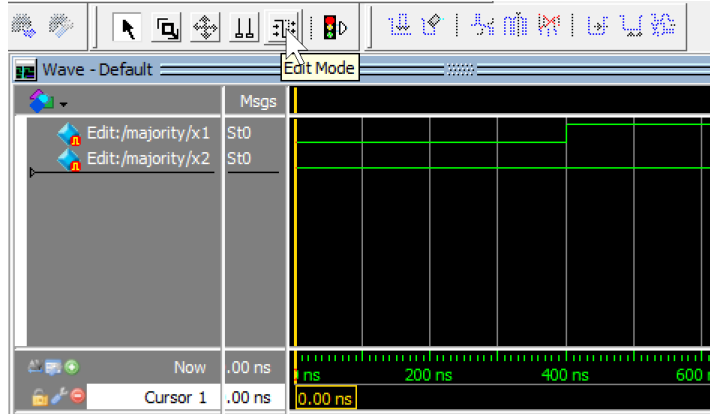 Wave - Default
Edit Mode
Msgs
Edit:/majority/x1 St0
Edit:/majority/x2 St0
Now .00 ns ns 200 ns 400 ns 600
Cursor 1 .00 ns 0.00 ns